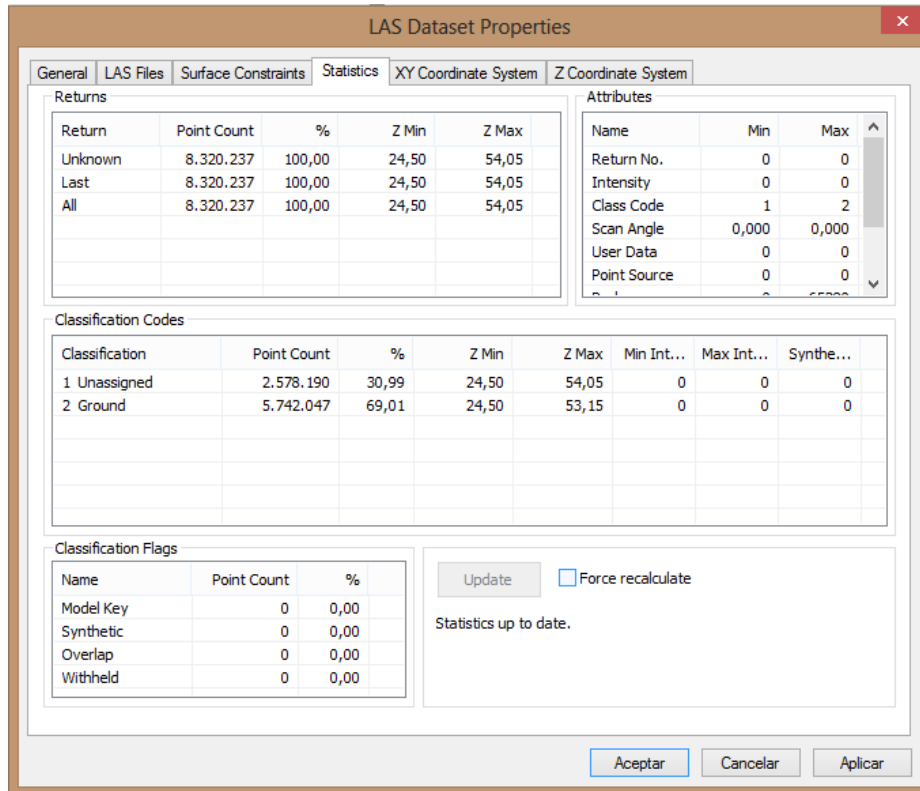 LAS Dataset Properties
General LAS Files Surface Constraints Statistics XY Coordinate System Z Coordinate System
Returns
Return Point Count % Z Min Z Max
Unknown 8.320.237 100,00 24,50 54,05
Last 8.320.237 100,00 24,50 54,05
All 8.320.237 100,00 24,50 54,05
Attributes
Name Min Max
Return No. 0 0
Intensity 0 0
Class Code 1 2
Scan Angle 0,000 0,000
User Data 0 0
Point Source 0 0
Classification Codes
Classification Point Count % Z Min Z Max Min Int... Max Int... Synthe...
1 Unassigned 2.578.190 30,99 24,50 54,05 0 0 0
2 Ground 5.742.047 69,01 24,50 53,15 0 0 0
Classification Flags
Name Point Count %
Model Key 0 0,00
Synthetic 0 0,00
Overlap 0 0,00
Withheld 0 0,00
Update Force recalculate
Statistics up to date.
Aceptar Cancelar Aplicar